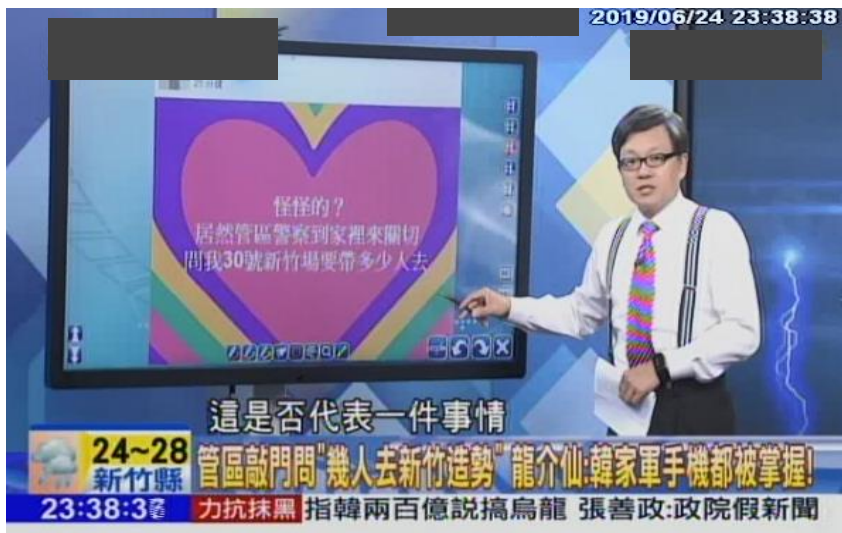 2019/06/24 23:38:38
怪怪的？
居然管區警察到家裡來關切
問我30號新竹場要帶多少人去
這是否代表一件事情
24~28
新竹縣
管區敲門問"幾人去新竹造勢" 龍介仙:韓家軍手機都被掌握!
23:38:3
力抗抹黑 指韓兩百億説搞烏龍 張善政:政院假新聞